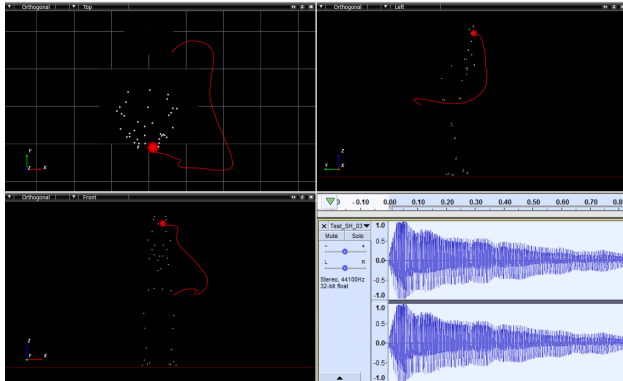 Orthogonal Top
Orthogonal Left
Y
Z X
Z
Y X
Orthogonal Front
Z
Y X
- 0.10 0.00 0.10 0.20 0.30 0.40 0.50 0.60 0.70 0.80
× Test_SH_03 1.0
Mute Solo
- + 0.5-
0.0-
L R
-0.5-
Stereo, 44100Hz
32-bit float
-1.0
1.0
0.5-
0.0-
-0.5-
-1.0